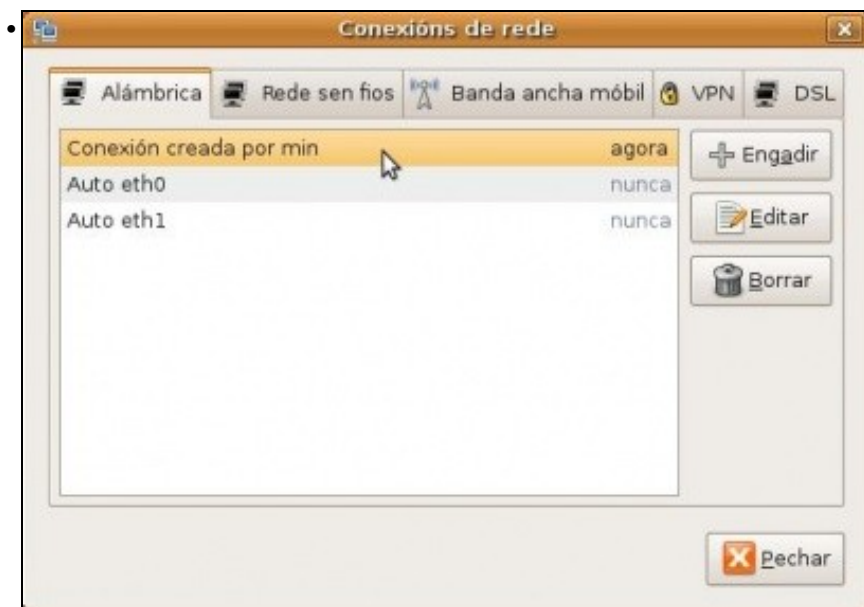 Conexións de rede
Alámbrica Rede sen fios Banda ancha móbil VPN DSL
Conexión creada por min agora
Auto eth0 nunca
Auto eth1 nunca
Engadir
Editar
Borrar
Pechar